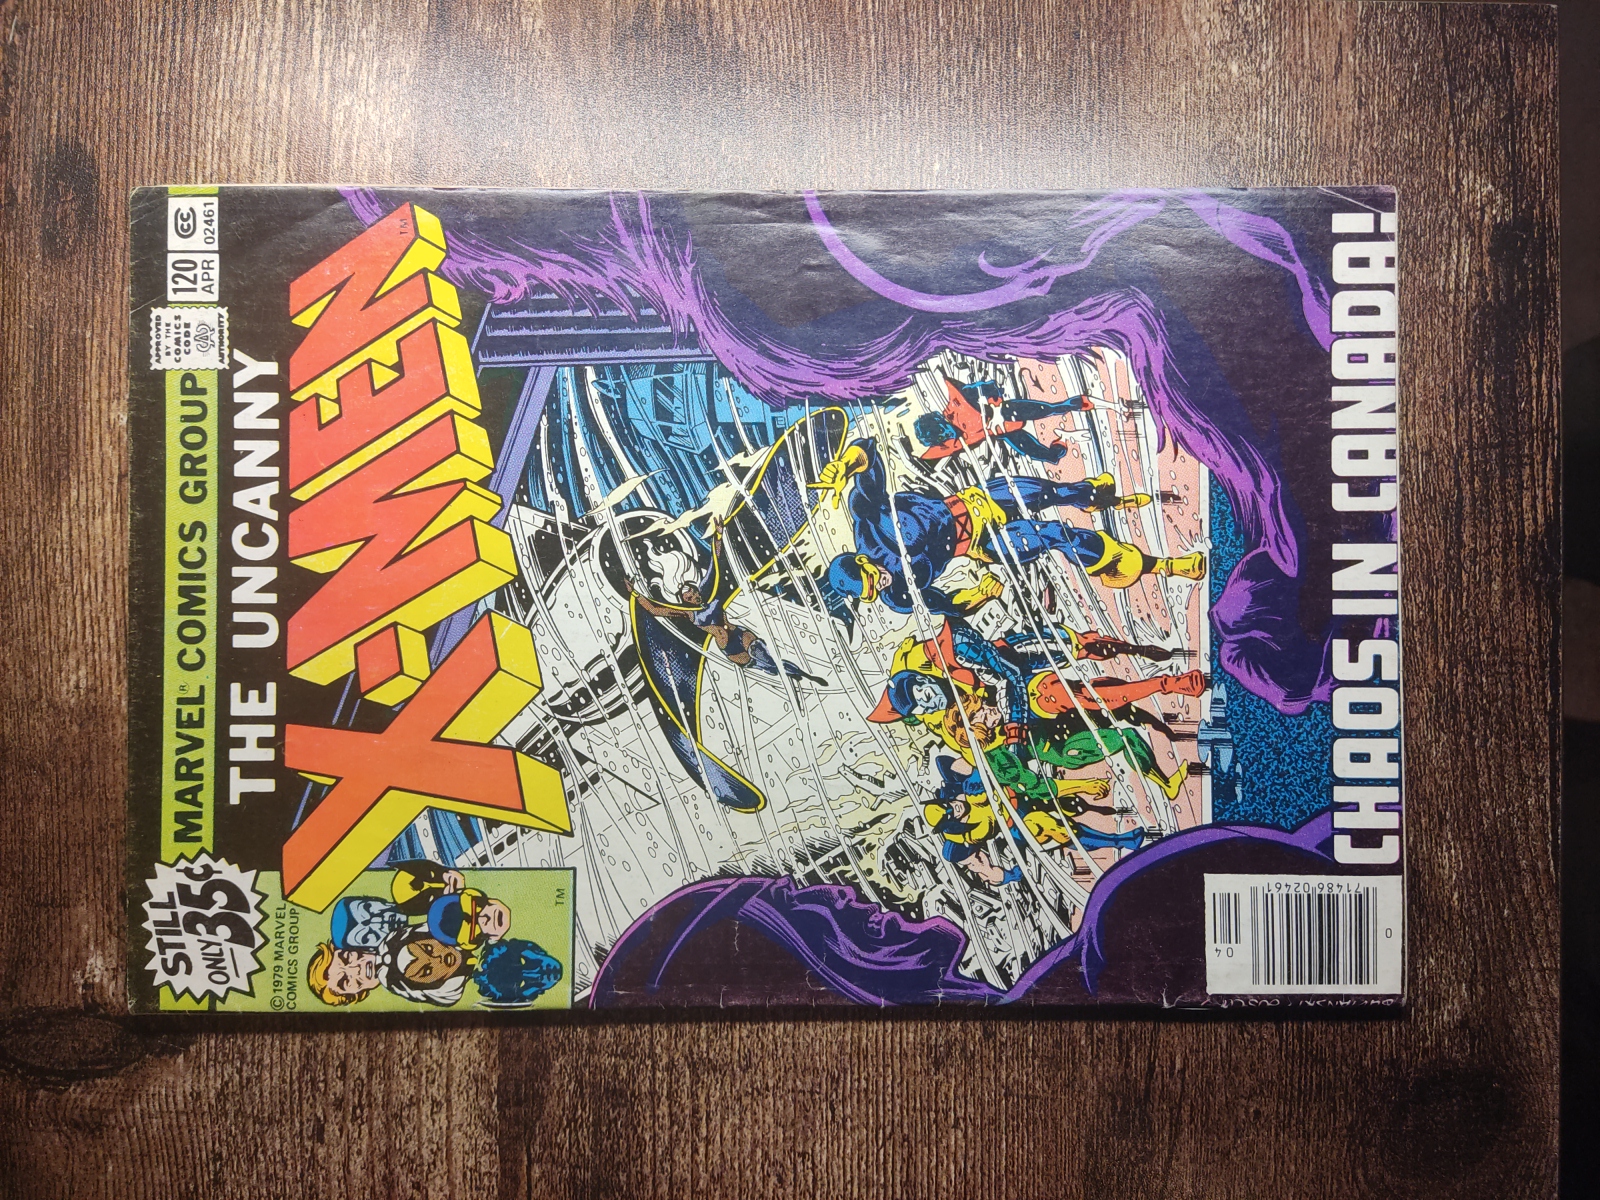 STILL
ONLY 35¢
MARVEL® COMICS GROUP
APPROVED
BY THE
COMICS
CODE
AUTHORITY
120
APR
CC
02461
© 1979 MARVEL
COMICS GROUP
THE UNCANNY
X-MEN
TM
TM
04
71486 02461
0
CHAOS IN CANADA!